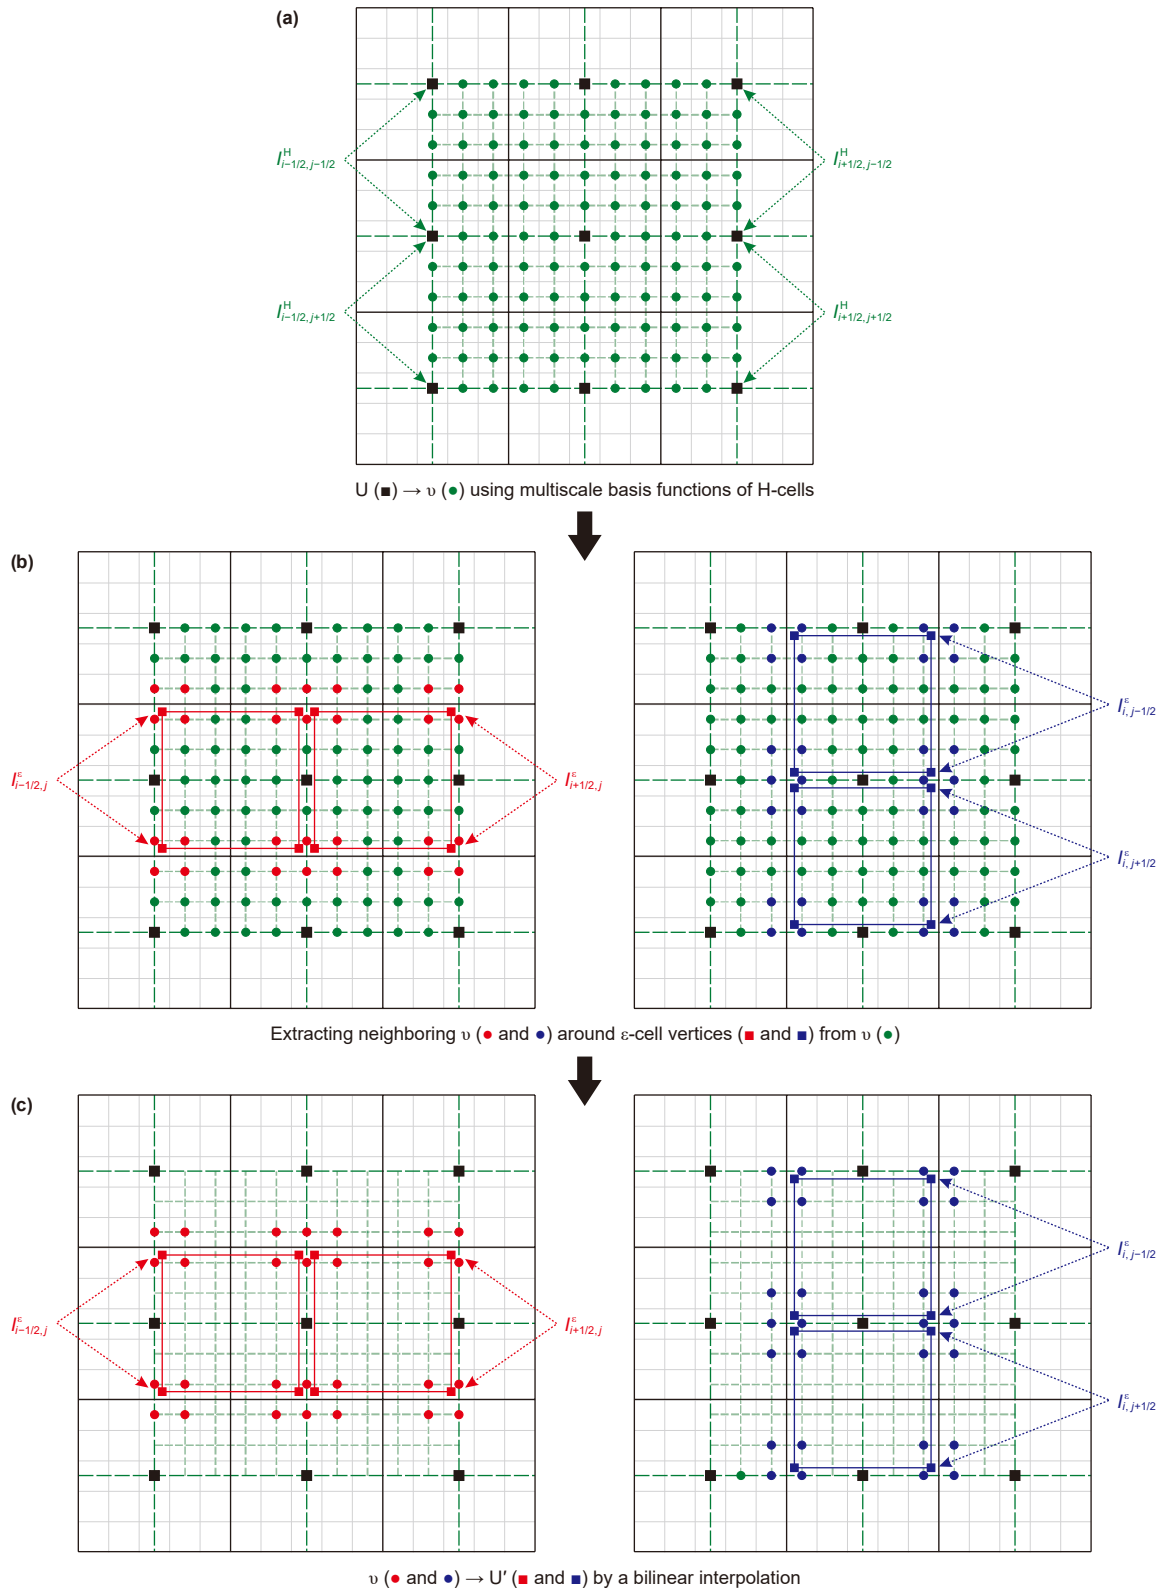 (a)
I^H_{i−1/2, j−1/2} I^H_{i+1/2, j−1/2}
I^H_{i−1/2, j+1/2} I^H_{i+1/2, j+1/2}
U (■) → υ (●) using multiscale basis functions of H-cells
(b)
I^ε_{i, j−1/2}
I^ε_{i−1/2, j} I^ε_{i+1/2, j}
I^ε_{i, j+1/2}
Extracting neighboring υ (● and ●) around ε-cell vertices (■ and ■) from υ (●)
(c)
I^ε_{i, j−1/2}
I^ε_{i−1/2, j} I^ε_{i+1/2, j}
I^ε_{i, j+1/2}
υ (● and ●) → U′ (■ and ■) by a bilinear interpolation